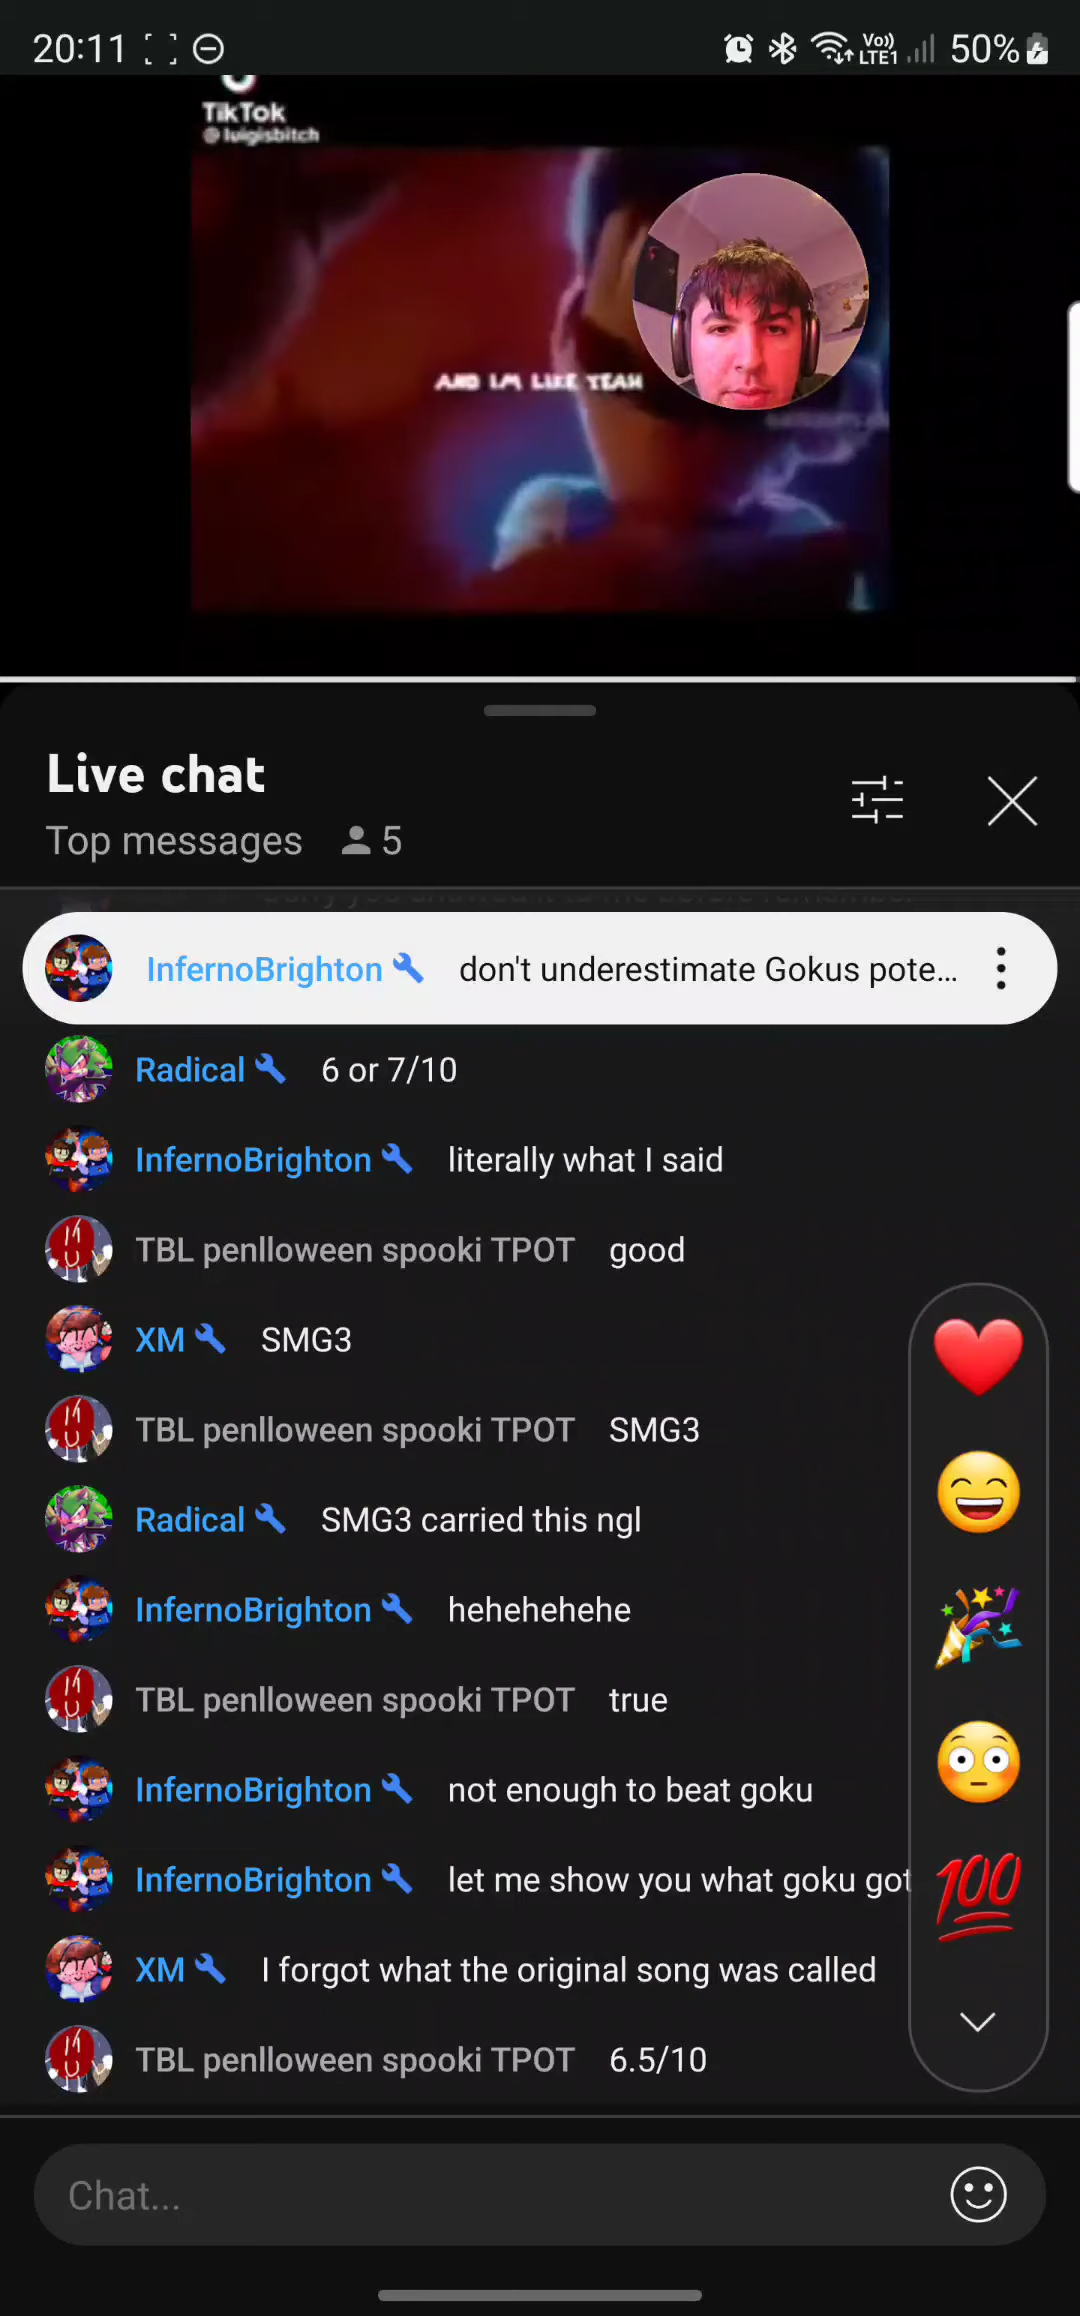 20:11
Vo)) LTE1 50%
TikTok
@luigisbitch
AND IM LIKE YEAH
Live chat
Top messages 5
InfernoBrighton don't underestimate Gokus pote...
Radical 6 or 7/10
InfernoBrighton literally what I said
TBL penlloween spooki TPOT good
XM SMG3
TBL penlloween spooki TPOT SMG3
Radical SMG3 carried this ngl
InfernoBrighton hehehehehe
TBL penlloween spooki TPOT true
InfernoBrighton not enough to beat goku
InfernoBrighton let me show you what goku got
XM I forgot what the original song was called
TBL penlloween spooki TPOT 6.5/10
100
Chat...